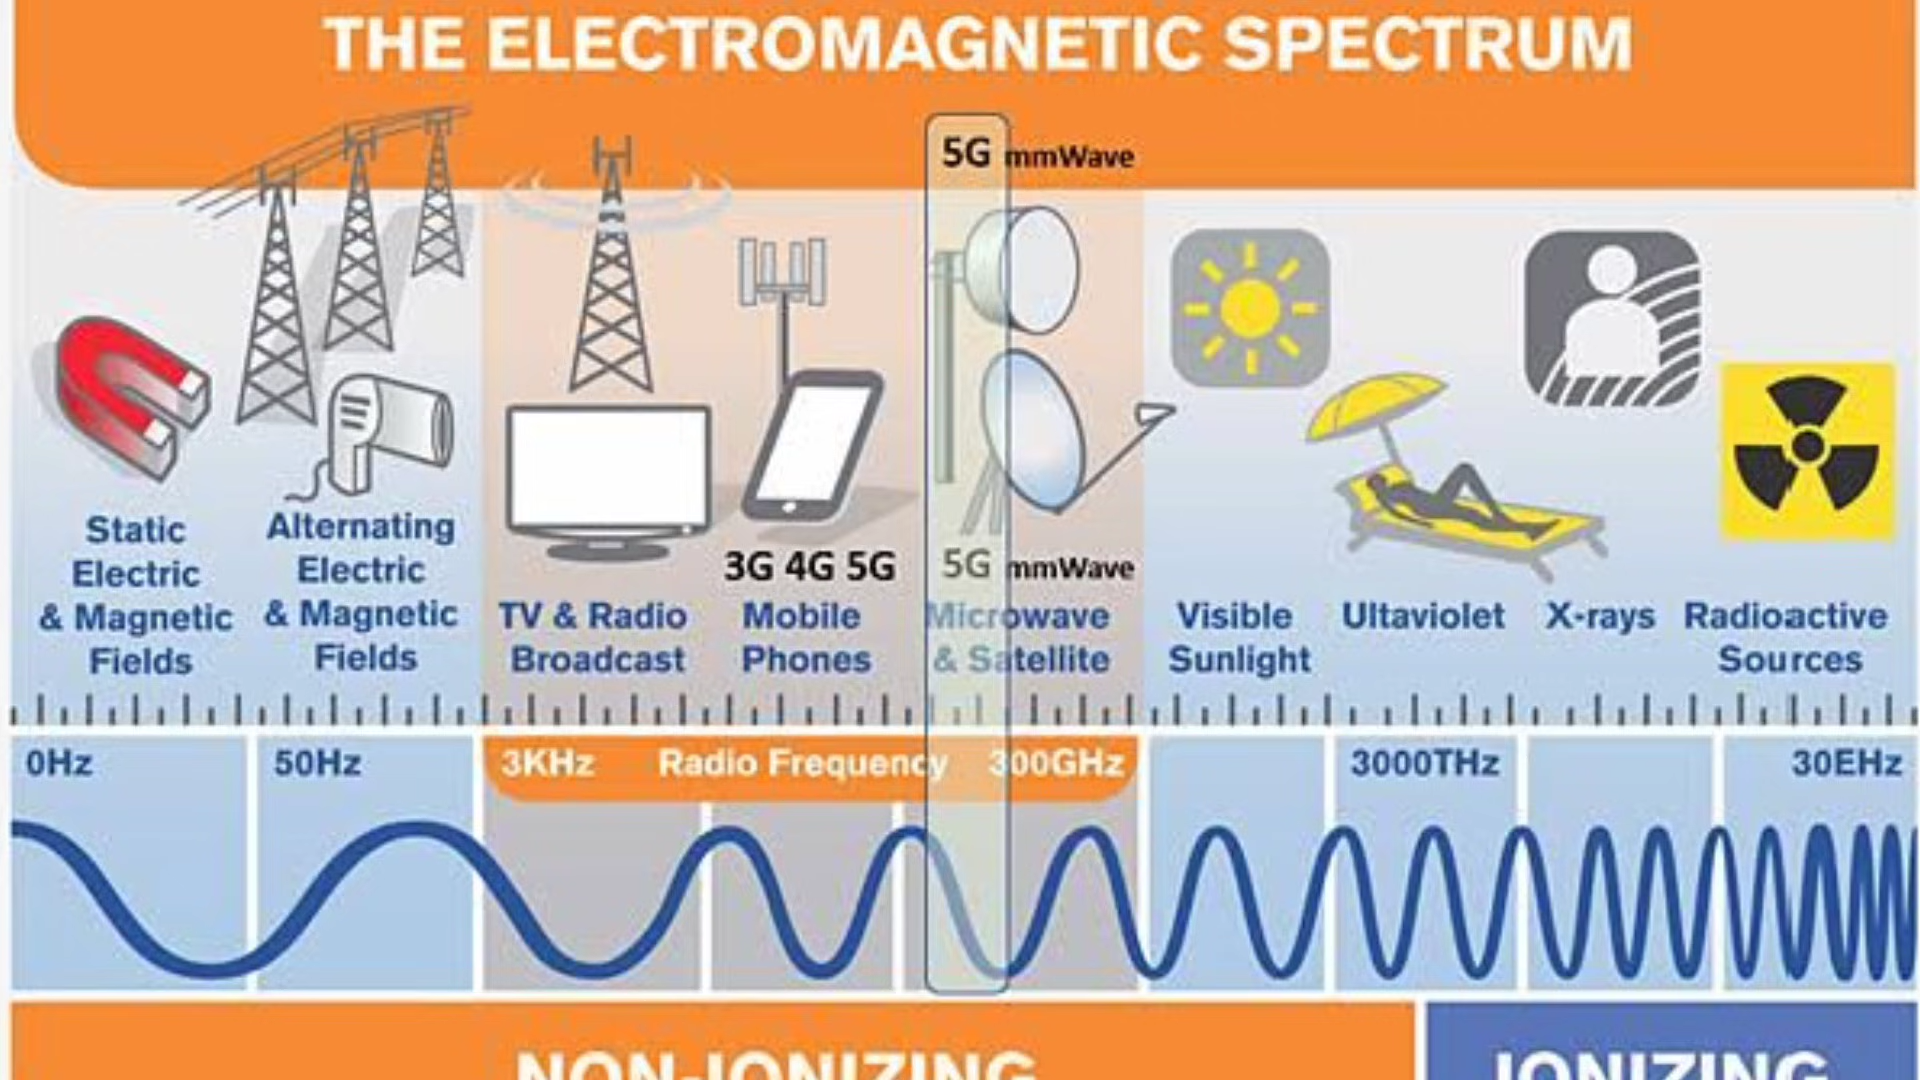 THE ELECTROMAGNETIC SPECTRUM
5G mmWave
3G 4G 5G
5G mmWave
Static
Electric
& Magnetic
Fields
Alternating
Electric
& Magnetic
Fields
TV & Radio
Broadcast
Mobile
Phones
Microwave
& Satellite
Visible
Sunlight
Ultaviolet
X-rays
Radioactive
Sources
0Hz
50Hz
3KHz
Radio Frequency
300GHz
3000THz
30EHz
NON-IONIZING
IONIZING